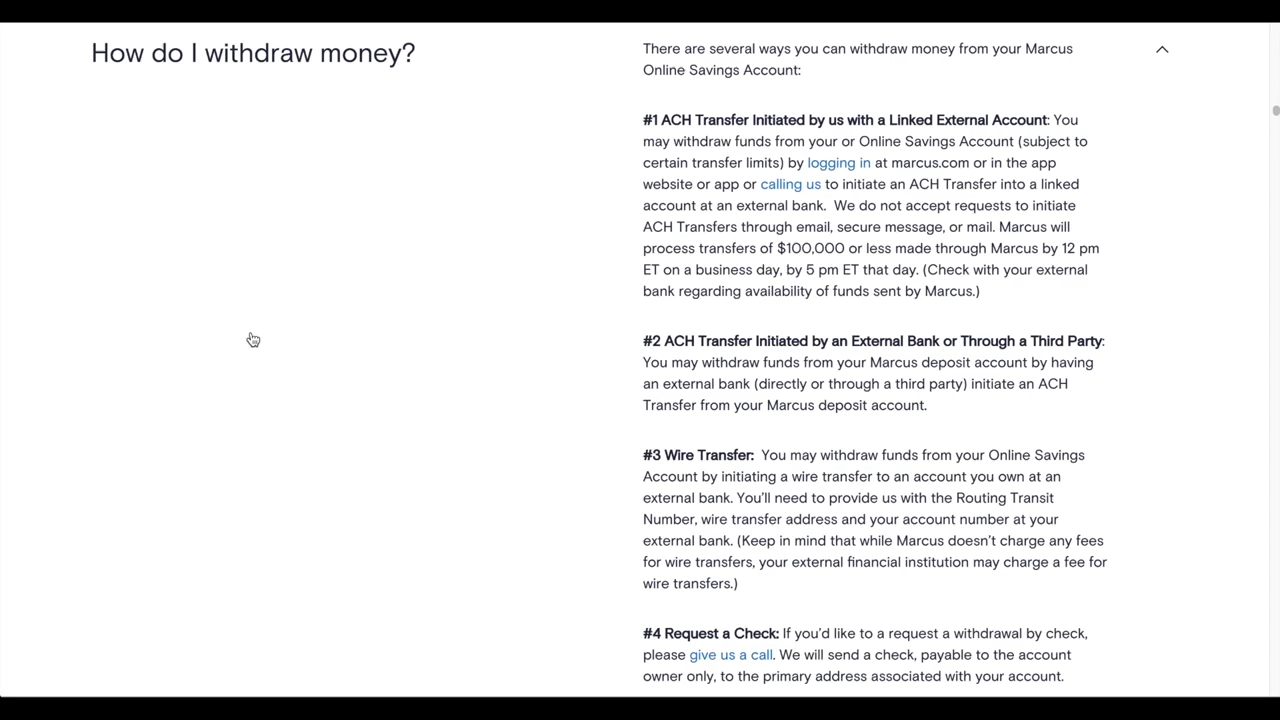 How do I withdraw money?
There are several ways you can withdraw money from your Marcus
Online Savings Account:
#1 ACH Transfer Initiated by us with a Linked External Account: You
may withdraw funds from your or Online Savings Account (subject to
certain transfer limits) by logging in at marcus.com or in the app
website or app or calling us to initiate an ACH Transfer into a linked
account at an external bank.  We do not accept requests to initiate
ACH Transfers through email, secure message, or mail. Marcus will
process transfers of $100,000 or less made through Marcus by 12 pm
ET on a business day, by 5 pm ET that day. (Check with your external
bank regarding availability of funds sent by Marcus.)
#2 ACH Transfer Initiated by an External Bank or Through a Third Party:
You may withdraw funds from your Marcus deposit account by having
an external bank (directly or through a third party) initiate an ACH
Transfer from your Marcus deposit account.
#3 Wire Transfer:  You may withdraw funds from your Online Savings
Account by initiating a wire transfer to an account you own at an
external bank. You'll need to provide us with the Routing Transit
Number, wire transfer address and your account number at your
external bank. (Keep in mind that while Marcus doesn't charge any fees
for wire transfers, your external financial institution may charge a fee for
wire transfers.)
#4 Request a Check: If you'd like to a request a withdrawal by check,
please give us a call. We will send a check, payable to the account
owner only, to the primary address associated with your account.